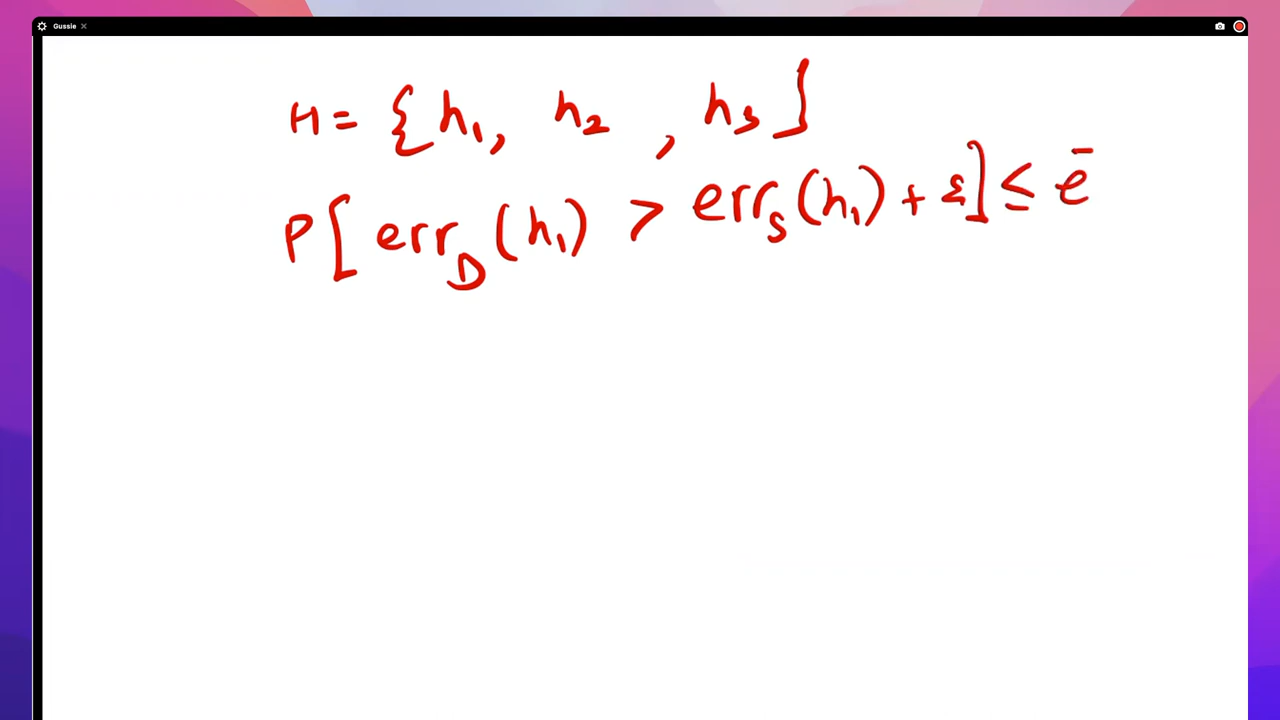 Gussie
H = {h₁, h₂, h₃}
P[err_D(h₁) > err_S(h₁) + ε] ≤ e⁻